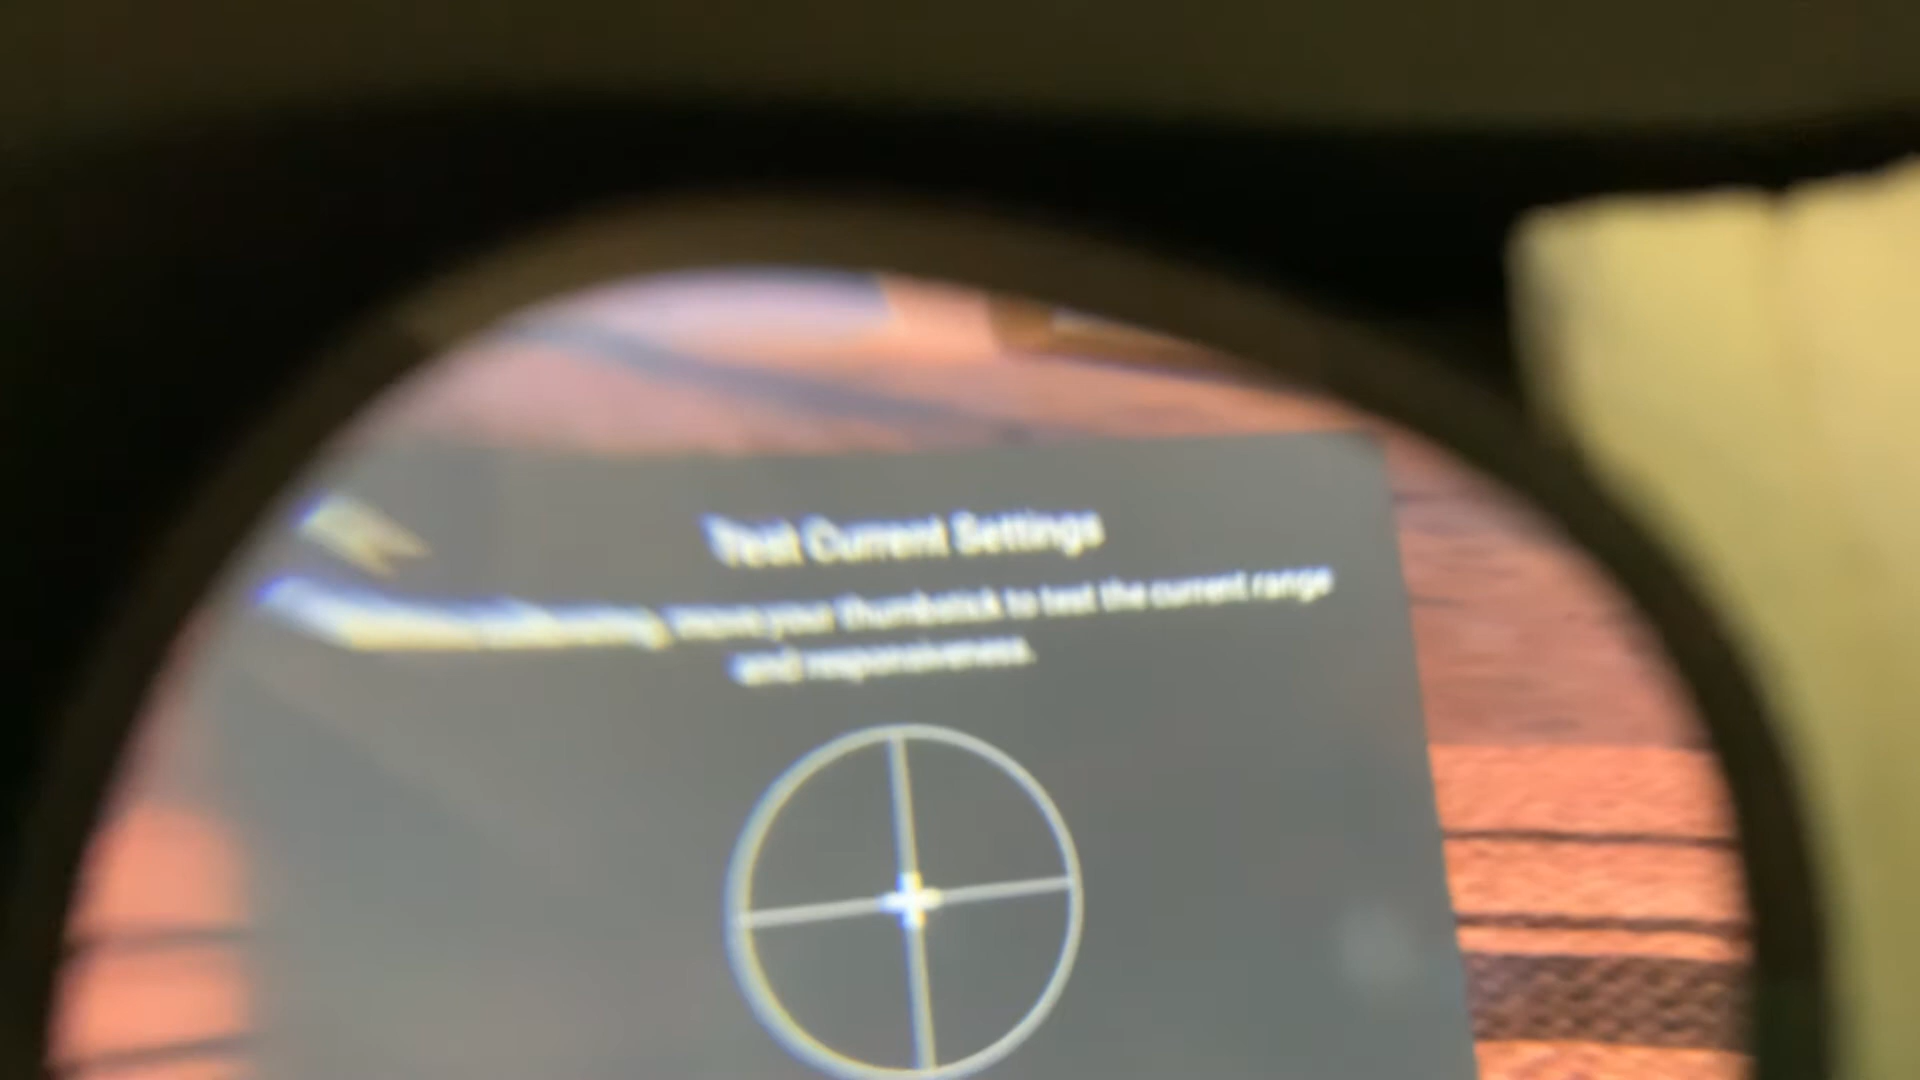 Test Current Settings
move your thumbstick to test the current range
and responsiveness.